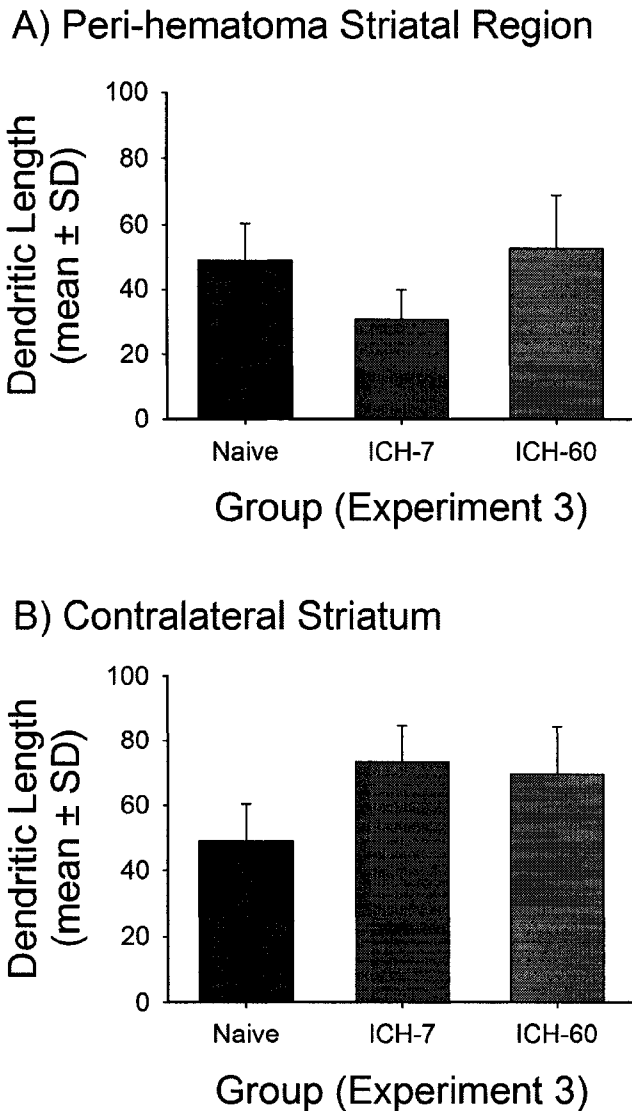 A) Peri-hematoma Striatal Region
Dendritic Length
(mean ± SD)
100
80
60
40
20
0
Naive ICH-7 ICH-60
Group (Experiment 3)
B) Contralateral Striatum
Dendritic Length
(mean ± SD)
100
80
60
40
20
0
Naive ICH-7 ICH-60
Group (Experiment 3)